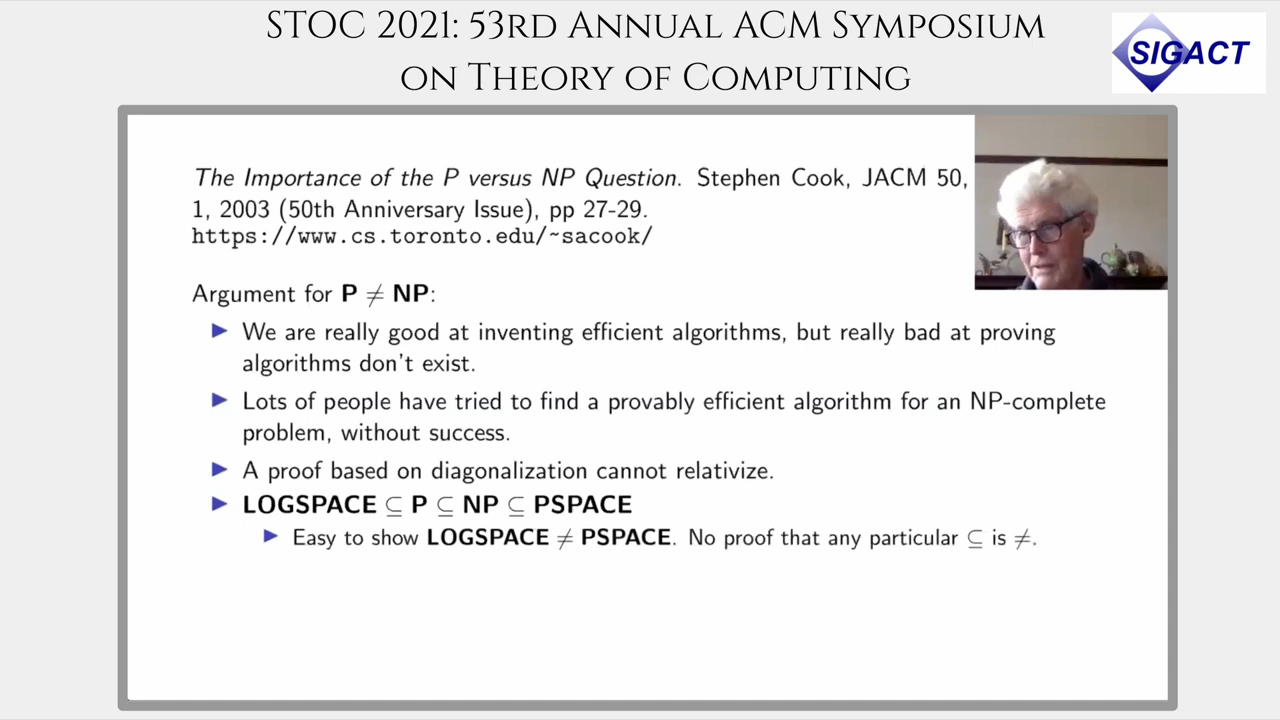 STOC 2021: 53RD ANNUAL ACM SYMPOSIUM
ON THEORY OF COMPUTING
SIGACT
The Importance of the P versus NP Question. Stephen Cook, JACM 50,
1, 2003 (50th Anniversary Issue), pp 27-29.
https://www.cs.toronto.edu/~sacook/
Argument for P ≠ NP:
▶ We are really good at inventing efficient algorithms, but really bad at proving
algorithms don't exist.
▶ Lots of people have tried to find a provably efficient algorithm for an NP-complete
problem, without success.
▶ A proof based on diagonalization cannot relativize.
▶ LOGSPACE ⊆ P ⊆ NP ⊆ PSPACE
▶ Easy to show LOGSPACE ≠ PSPACE. No proof that any particular ⊆ is ≠.